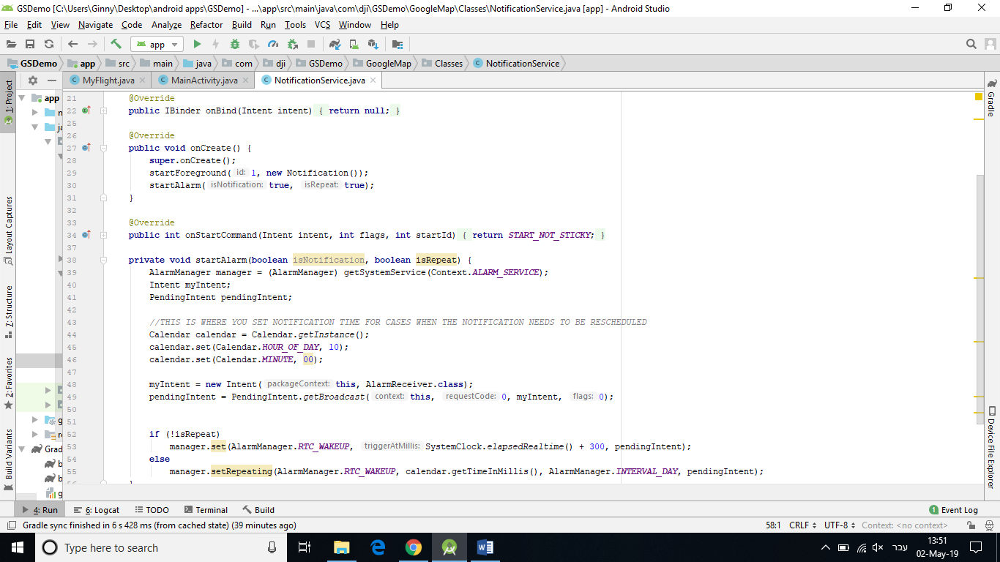 GSDemo [C:\Users\Ginny\Desktop\android apps\GSDemo] - ...\app\src\main\java\com\dji\GSDemo\GoogleMap\Classes\NotificationService.java [app] - Android Studio
File Edit View Navigate Code Analyze Refactor Build Run Tools VCS Window Help
app
GSDemo app src main java com dji GSDemo GoogleMap Classes NotificationService
MyFlight.java MainActivity.java NotificationService.java
1: Project
Layout Captures
7: Structure
2: Favorites
Build Variants
app
ja
Grad
21 @Override
22 public IBinder onBind(Intent intent) { return null; }
25
26 @Override
27 public void onCreate() {
28 super.onCreate();
29 startForeground( id: 1, new Notification());
30 startAlarm( isNotification: true, isRepeat: true);
31 }
32
33 @Override
34 public int onStartCommand(Intent intent, int flags, int startId) { return START_NOT_STICKY; }
37
38 private void startAlarm(boolean isNotification, boolean isRepeat) {
39 AlarmManager manager = (AlarmManager) getSystemService(Context.ALARM_SERVICE);
40 Intent myIntent;
41 PendingIntent pendingIntent;
42
43 //THIS IS WHERE YOU SET NOTIFICATION TIME FOR CASES WHEN THE NOTIFICATION NEEDS TO BE RESCHEDULED
44 Calendar calendar = Calendar.getInstance();
45 calendar.set(Calendar.HOUR_OF_DAY, 10);
46 calendar.set(Calendar.MINUTE, 00);
47
48 myIntent = new Intent( packageContext: this, AlarmReceiver.class);
49 pendingIntent = PendingIntent.getBroadcast( context: this, requestCode: 0, myIntent, flags: 0);
50
51
52 if (!isRepeat)
53 manager.set(AlarmManager.RTC_WAKEUP, triggerAtMillis: SystemClock.elapsedRealtime() + 300, pendingIntent);
54 else
55 manager.setRepeating(AlarmManager.RTC_WAKEUP, calendar.getTimeInMillis(), AlarmManager.INTERVAL_DAY, pendingIntent);
Gradle
Device File Explorer
4: Run 6: Logcat TODO Terminal Build 1 Event Log
Gradle sync finished in 6 s 428 ms (from cached state) (39 minutes ago) 58:1 CRLF UTF-8 Context: <no context>
Type here to search עבר 13:51
02-May-19